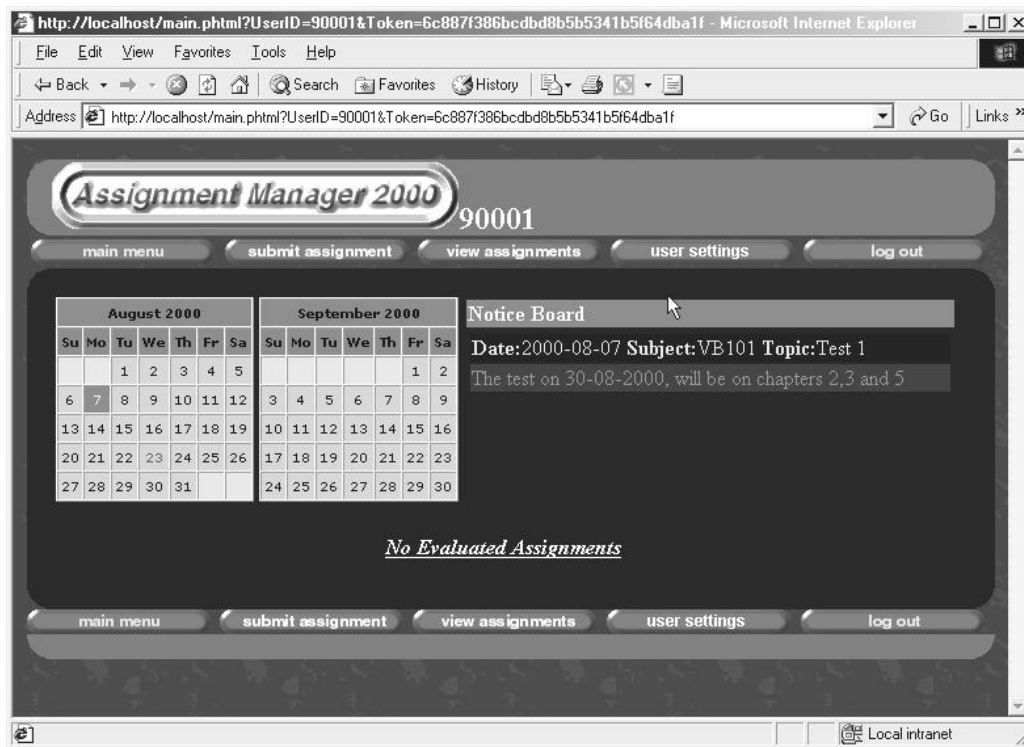 http://localhost/main.phtml?UserID=90001&Token=6c887f386bcdbd8b5b5341b5f64dba1f - Microsoft Internet Explorer
File Edit View Favorites Tools Help
Back Search Favorites History
Address http://localhost/main.phtml?UserID=90001&Token=6c887f386bcdbd8b5b5341b5f64dba1f Go Links »
Assignment Manager 2000 90001
main menu submit assignment view assignments user settings log out
August 2000 September 2000 Notice Board
Su Mo Tu We Th Fr Sa Su Mo Tu We Th Fr Sa Date:2000-08-07 Subject:VB101 Topic:Test 1
1 2 3 4 5 1 2 The test on 30-08-2000, will be on chapters 2,3 and 5
6 7 8 9 10 11 12 3 4 5 6 7 8 9
13 14 15 16 17 18 19 10 11 12 13 14 15 16
20 21 22 23 24 25 26 17 18 19 20 21 22 23
27 28 29 30 31 24 25 26 27 28 29 30
No Evaluated Assignments
main menu submit assignment view assignments user settings log out
Local intranet